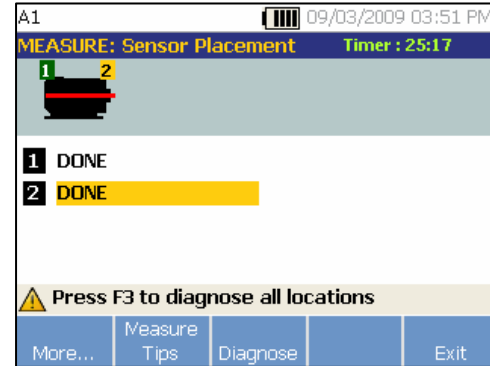 A1 09/03/2009 03:51 PM
MEASURE: Sensor Placement Timer : 25:17
1 2
1 DONE
2 DONE
Press F3 to diagnose all locations
More... Measure Tips Diagnose Exit